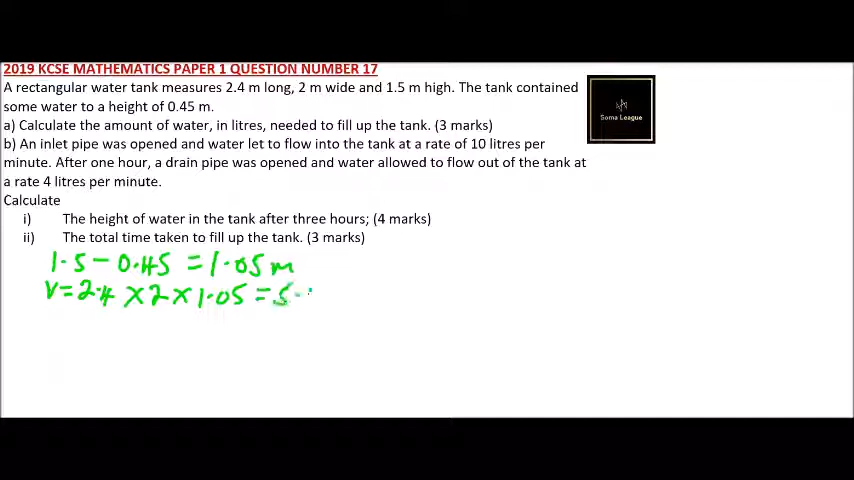 2019 KCSE MATHEMATICS PAPER 1 QUESTION NUMBER 17
A rectangular water tank measures 2.4 m long, 2 m wide and 1.5 m high. The tank contained
some water to a height of 0.45 m.
a) Calculate the amount of water, in litres, needed to fill up the tank. (3 marks)
b) An inlet pipe was opened and water let to flow into the tank at a rate of 10 litres per
minute. After one hour, a drain pipe was opened and water allowed to flow out of the tank at
a rate 4 litres per minute.
Calculate
i) The height of water in the tank after three hours; (4 marks)
ii) The total time taken to fill up the tank. (3 marks)
1.5 - 0.45 = 1.05 m
V = 2.4 × 2 × 1.05 = 5.
Soma League